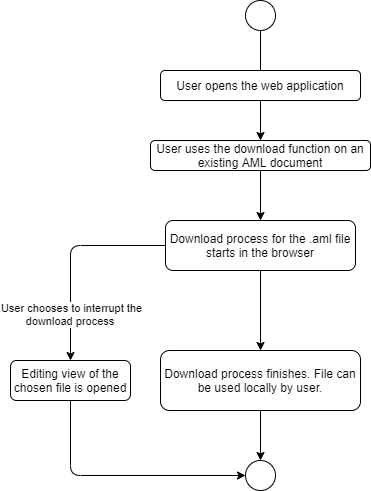 User opens the web application
User uses the download function on an
existing AML document
Download process for the .aml file
starts in the browser
User chooses to interrupt the
download process
Editing view of the
chosen file is opened
Download process finishes. File can
be used locally by user.